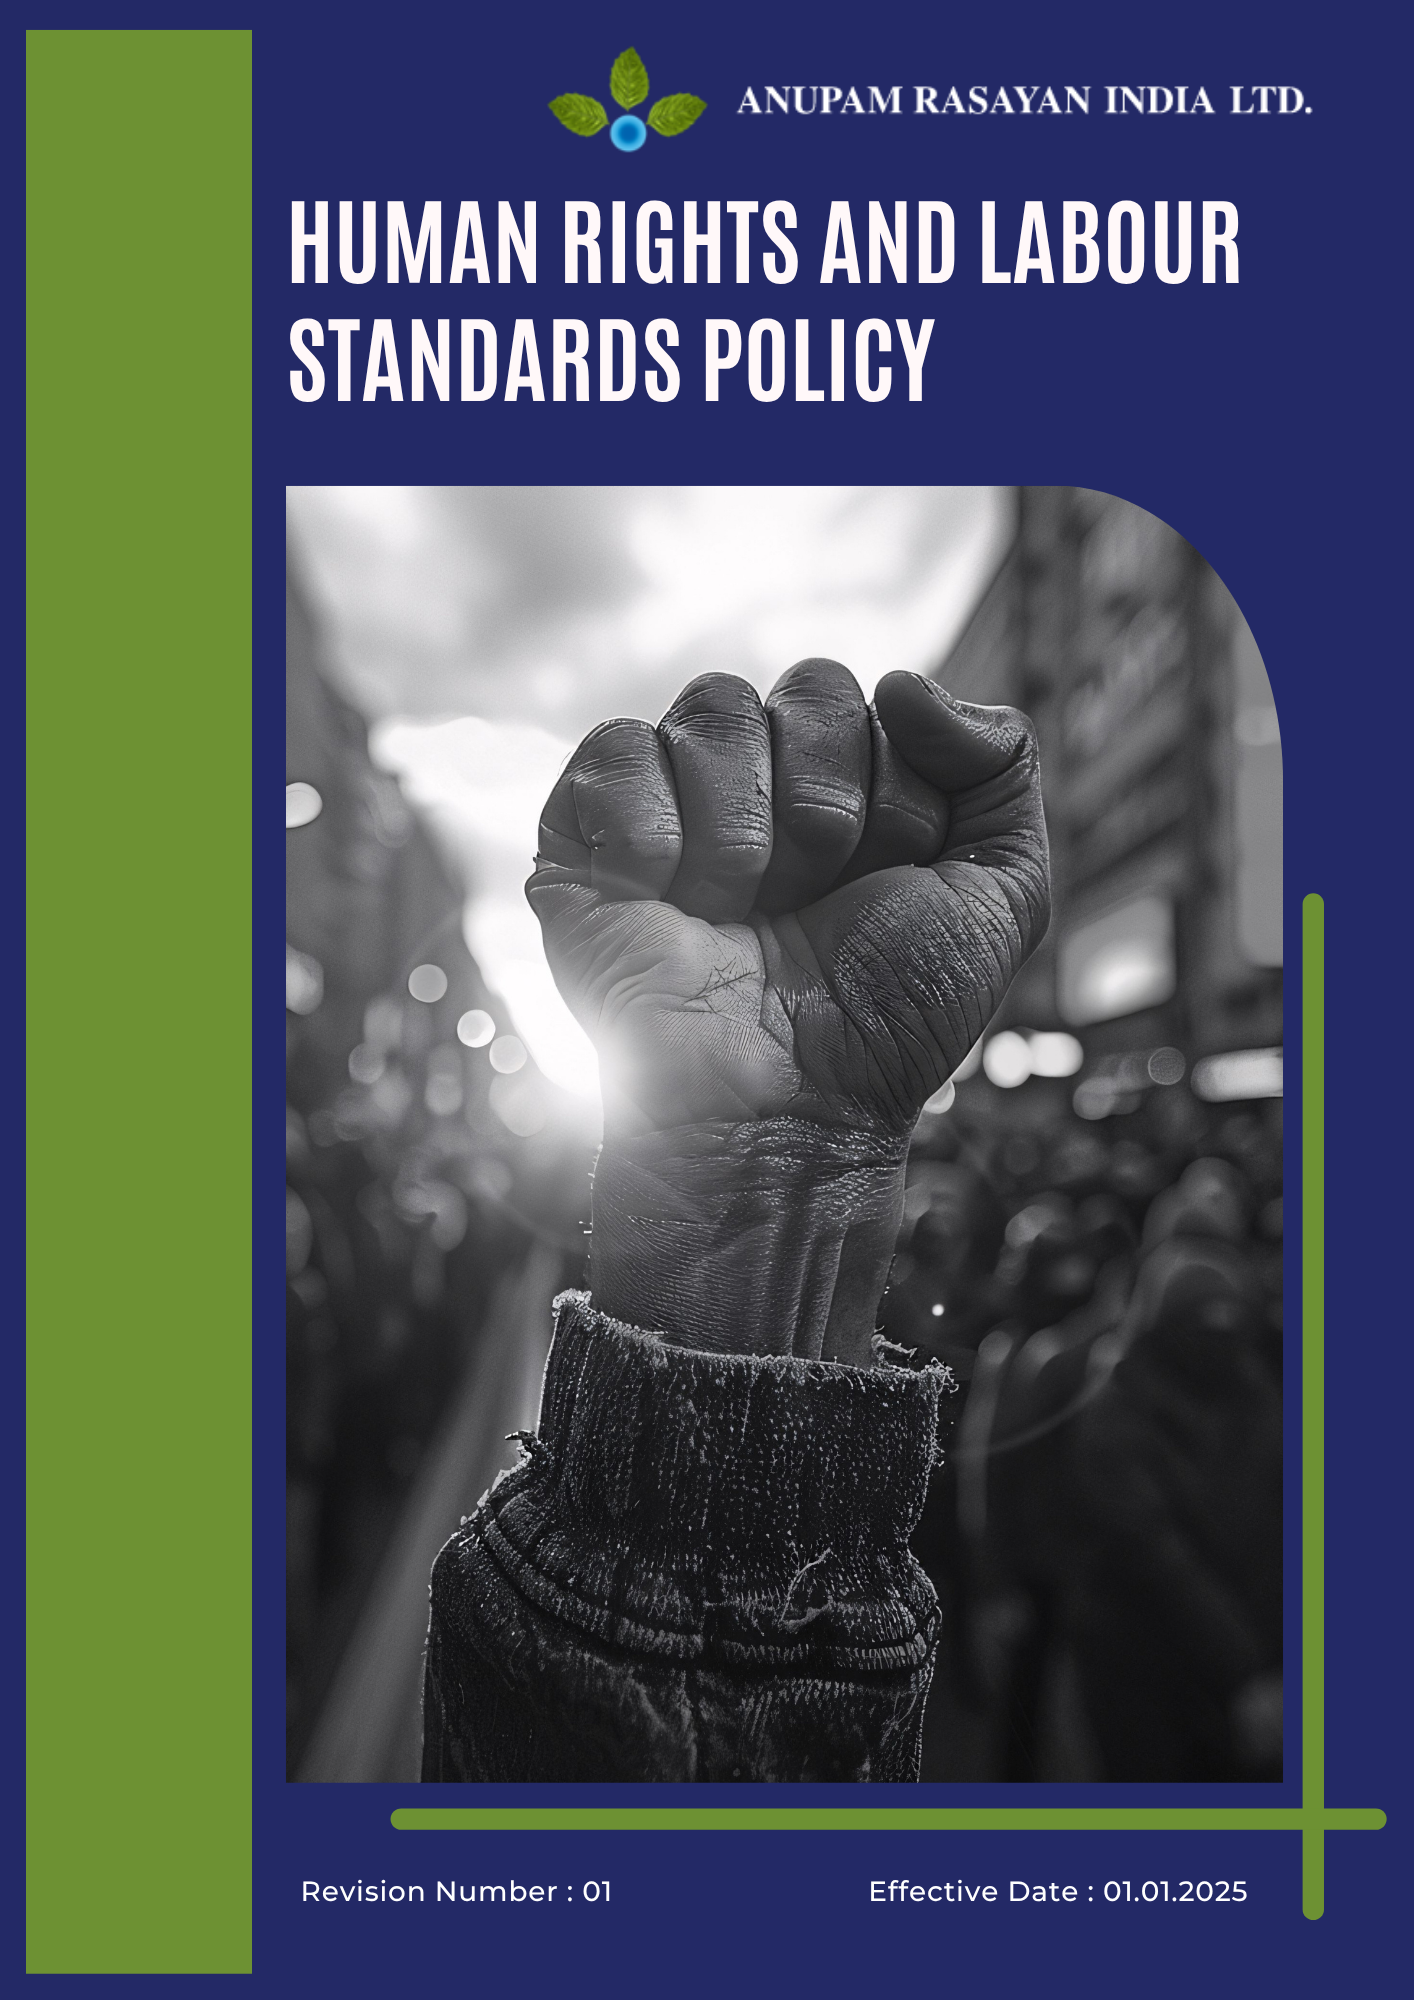 ANUPAM RASAYAN INDIA LTD.
HUMAN RIGHTS AND LABOUR
STANDARDS POLICY
Revision Number : 01
Effective Date : 01.01.2025